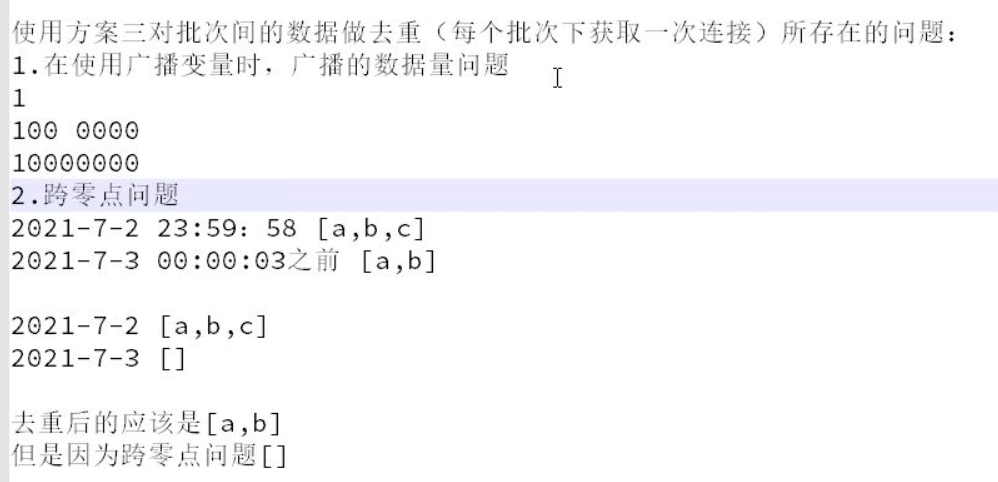 使用方案三对批次间的数据做去重（每个批次下获取一次连接）所存在的问题：
1.在使用广播变量时，广播的数据量问题
1
100 0000
10000000
2.跨零点问题
2021-7-2 23:59：58 [a,b,c]
2021-7-3 00:00:03之前 [a,b]
2021-7-2 [a,b,c]
2021-7-3 []
去重后的应该是[a,b]
但是因为跨零点问题[]